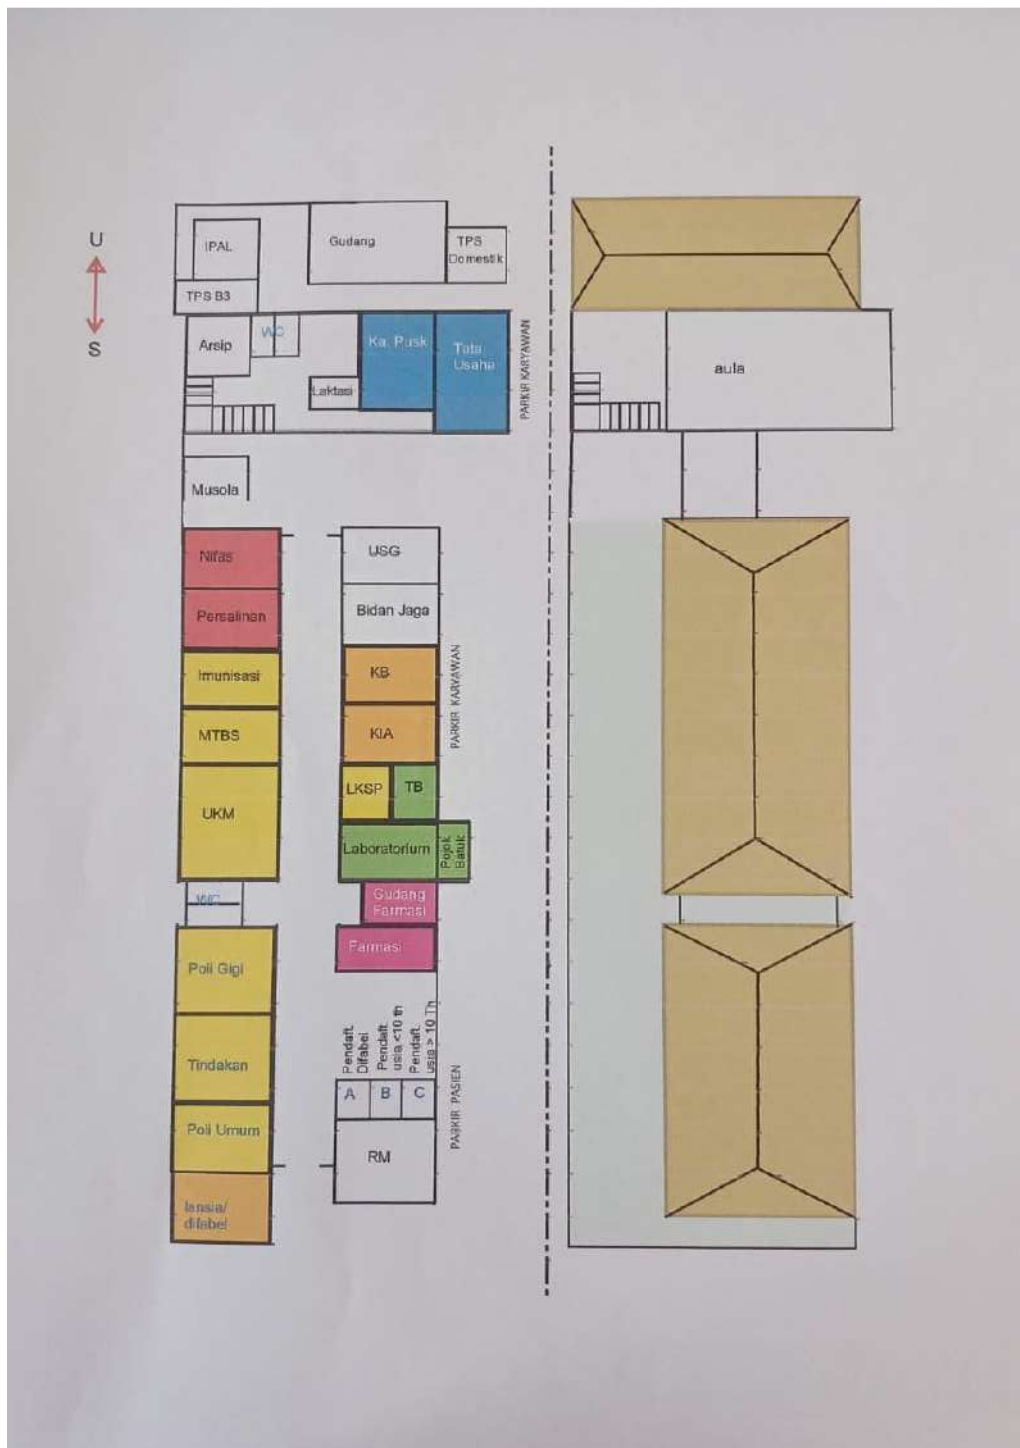 U
S
IPAL
TPS B3
Gudang
TPS
Domestik
Arsip
WC
Laktasi
Ka. Pusk
Tata
Usaha
PARKIR KARYAWAN
aula
Musola
Nifas
Persalinan
Imunisasi
MTBS
UKM
WC
Poli Gigi
Tindakan
Poli Umum
lansia/
difabel
USG
Bidan Jaga
KB
KIA
LKSP
TB
Laboratorium
Pojok
Batuk
Gudang
Farmasi
Farmasi
PARKIR KARYAWAN
Pendaft.
Difabel
Pendaft.
usia <10 th
Pendaft.
usia > 10 Th
A
B
C
RM
PARKIR PASIEN